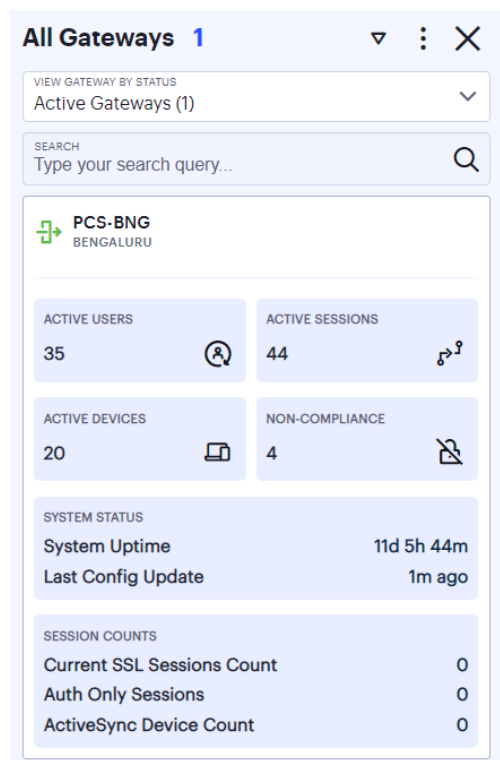 All Gateways 1
VIEW GATEWAY BY STATUS
Active Gateways (1)
SEARCH
Type your search query...
PCS-BNG
BENGALURU
ACTIVE USERS
35
ACTIVE SESSIONS
44
ACTIVE DEVICES
20
NON-COMPLIANCE
4
SYSTEM STATUS
System Uptime 11d 5h 44m
Last Config Update 1m ago
SESSION COUNTS
Current SSL Sessions Count 0
Auth Only Sessions 0
ActiveSync Device Count 0